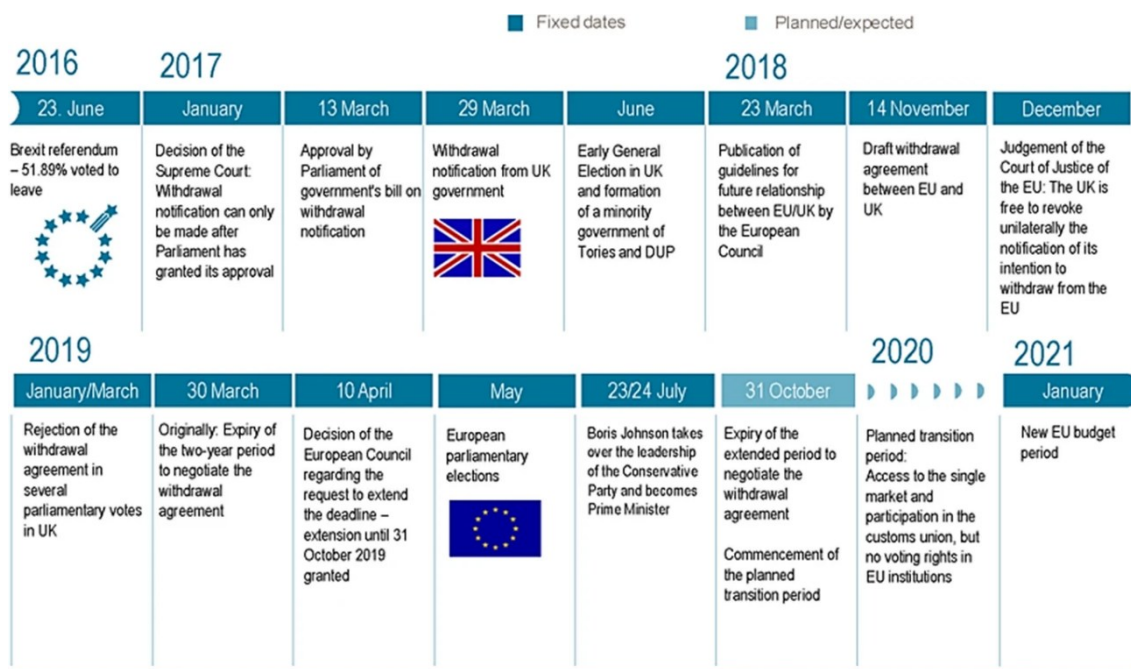 Fixed dates
Planned/expected
2016
2017
2018
23. June
January
13 March
29 March
June
23 March
14 November
December
Brexit referendum
– 51.89% voted to
leave
Decision of the
Supreme Court:
Withdrawal
notification can only
be made after
Parliament has
granted its approval
Approval by
Parliament of
government's bill on
withdrawal
notification
Withdrawal
notification from UK
government
Early General
Election in UK
and formation
of a minority
government of
Tories and DUP
Publication of
guidelines for
future relationship
between EU/UK by
the European
Council
Draft withdrawal
agreement
between EU and
UK
Judgement of the
Court of Justice of
the EU: The UK is
free to revoke
unilaterally the
notification of its
intention to
withdraw from the
EU
2019
2020
2021
January/March
30 March
10 April
May
23/24 July
31 October
January
Rejection of the
withdrawal
agreement in
several
parliamentary votes
in UK
Originally: Expiry of
the two-year period
to negotiate the
withdrawal
agreement
Decision of the
European Council
regarding the
request to extend
the deadline –
extension until 31
October 2019
granted
European
parliamentary
elections
Boris Johnson takes
over the leadership
of the Conservative
Party and becomes
Prime Minister
Expiry of the
extended period to
negotiate the
withdrawal
agreement
Commencement of
the planned
transition period
Planned transition
period:
Access to the single
market and
participation in the
customs union, but
no voting rights in
EU institutions
New EU budget
period